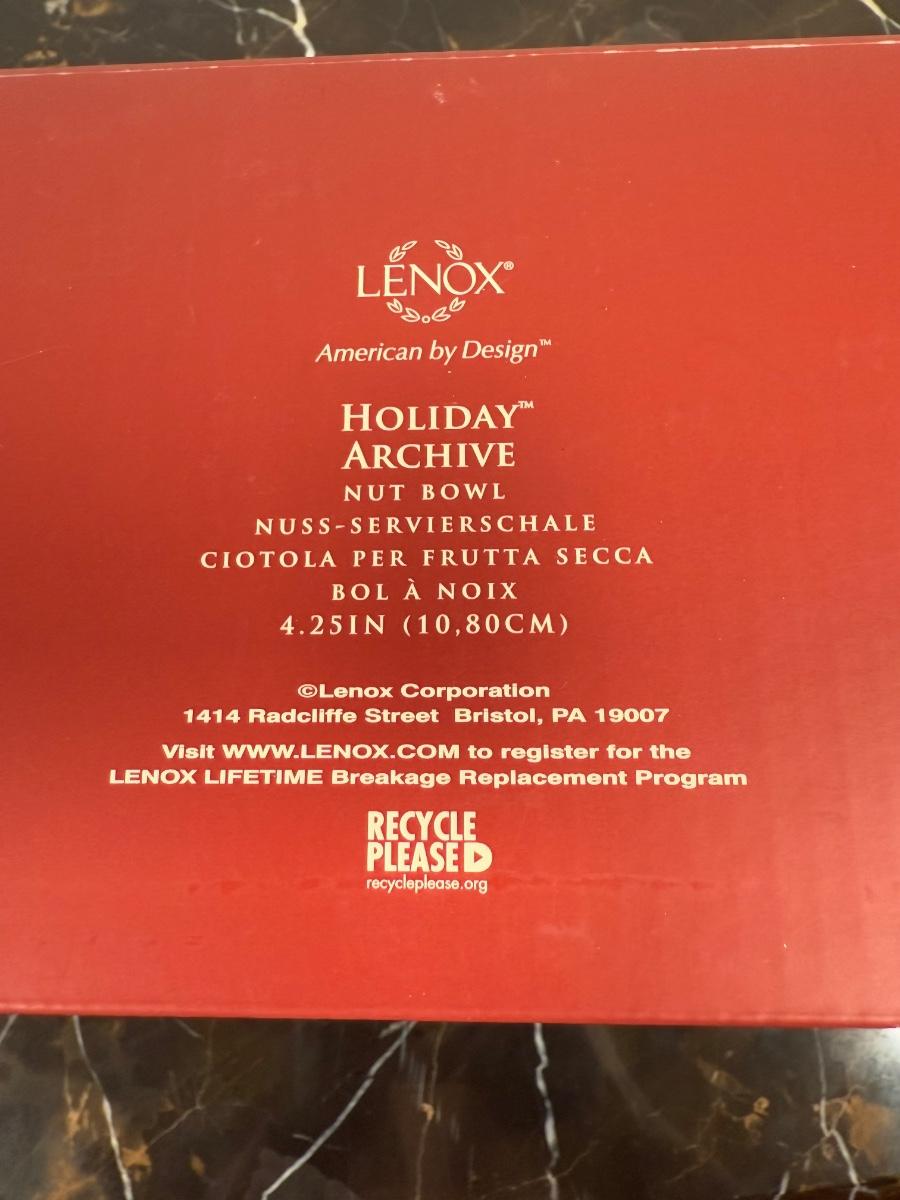 LENOX®
American by Design™
HOLIDAY™
ARCHIVE
NUT BOWL
NUSS-SERVIERSCHALE
CIOTOLA PER FRUTTA SECCA
BOL À NOIX
4.25IN (10,80CM)
©Lenox Corporation
1414 Radcliffe Street Bristol, PA 19007
Visit WWW.LENOX.COM to register for the
LENOX LIFETIME Breakage Replacement Program
RECYCLE
PLEASE
recycleplease.org